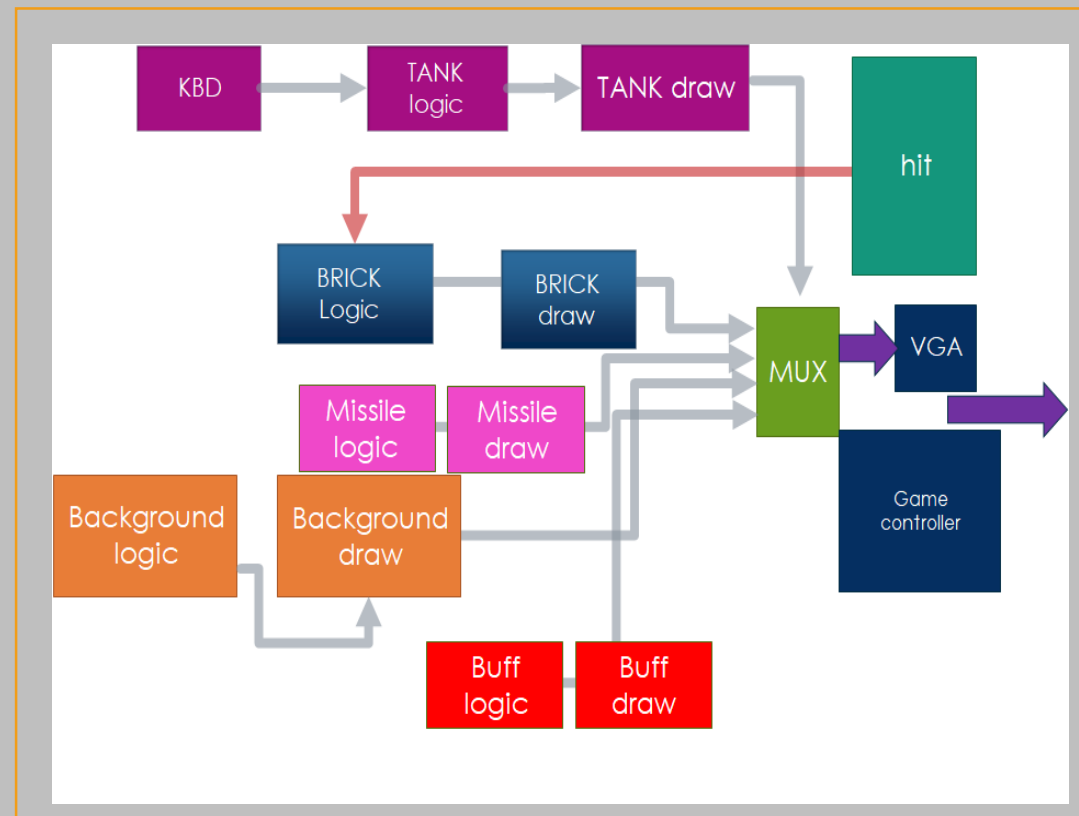 KBD
TANK
logic
TANK draw
hit
BRICK
Logic
BRICK
draw
MUX
VGA
Missile
logic
Missile
draw
Background
logic
Background
draw
Game
controller
Buff
logic
Buff
draw